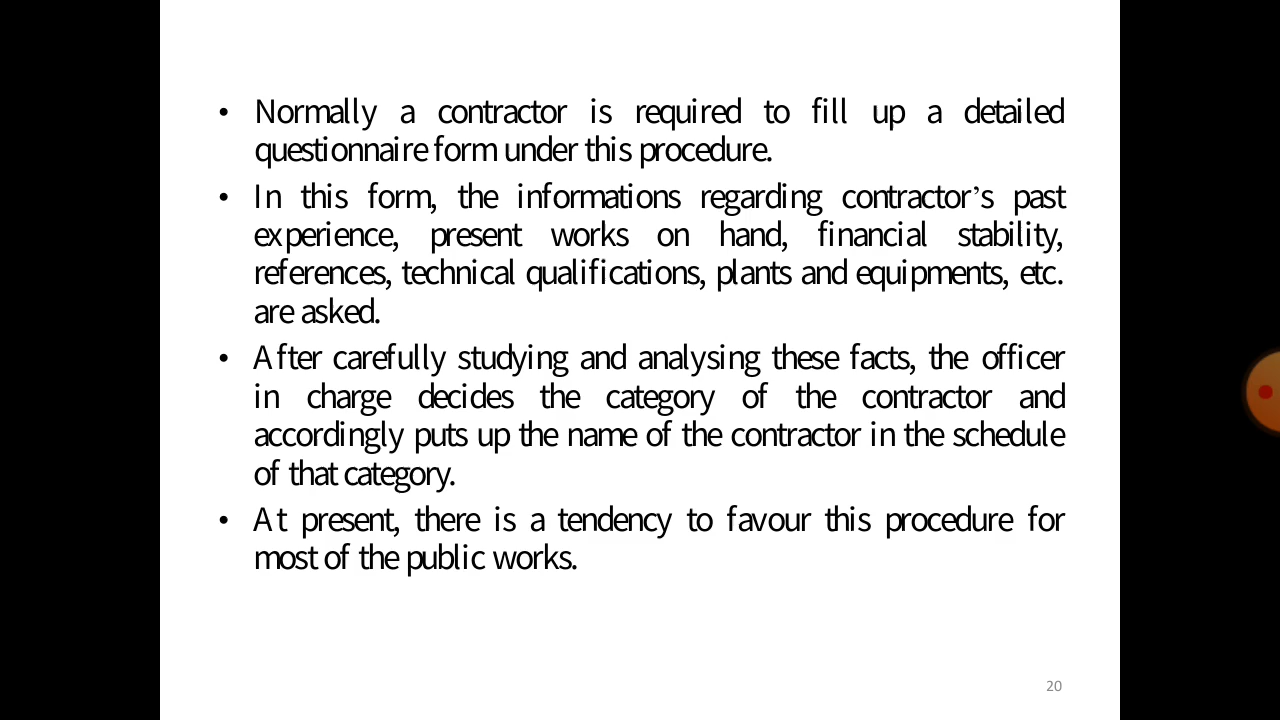 • Normally a contractor is required to fill up a detailed
questionnaire form under this procedure.
• In this form, the informations regarding contractor’s past
experience, present works on hand, financial stability,
references, technical qualifications, plants and equipments, etc.
are asked.
• After carefully studying and analysing these facts, the officer
in charge decides the category of the contractor and
accordingly puts up the name of the contractor in the schedule
of that category.
• At present, there is a tendency to favour this procedure for
most of the public works.
20